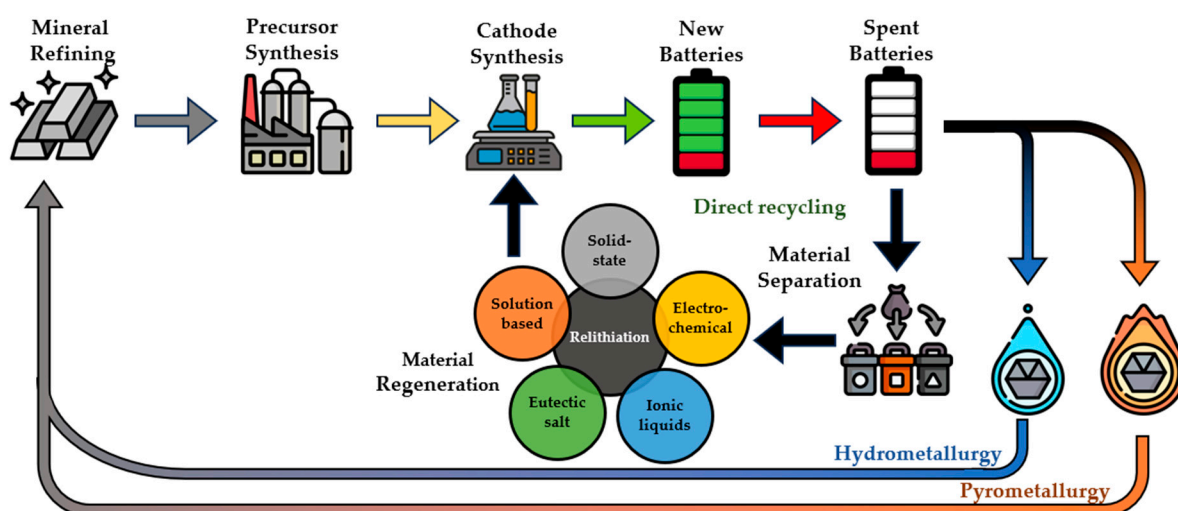 Mineral
Refining
Precursor
Synthesis
Cathode
Synthesis
New
Batteries
Spent
Batteries
Direct recycling
Material
Separation
Solid-
state
Solution
based
Electro-
chemical
Relithiation
Material
Regeneration
Eutectic
salt
Ionic
liquids
Hydrometallurgy
Pyrometallurgy